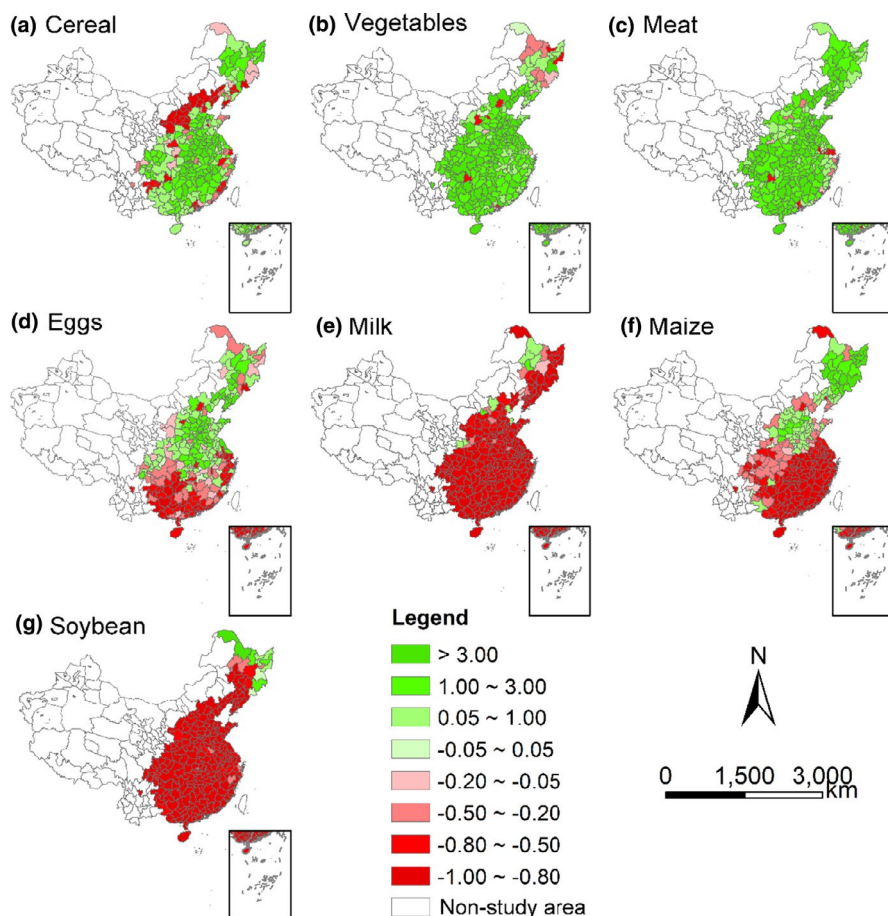 (a) Cereal
(b) Vegetables
(c) Meat
(d) Eggs
(e) Milk
(f) Maize
(g) Soybean
Legend
> 3.00
1.00 ~ 3.00
0.05 ~ 1.00
-0.05 ~ 0.05
-0.20 ~ -0.05
-0.50 ~ -0.20
-0.80 ~ -0.50
-1.00 ~ -0.80
Non-study area
N
0 1,500 3,000
km